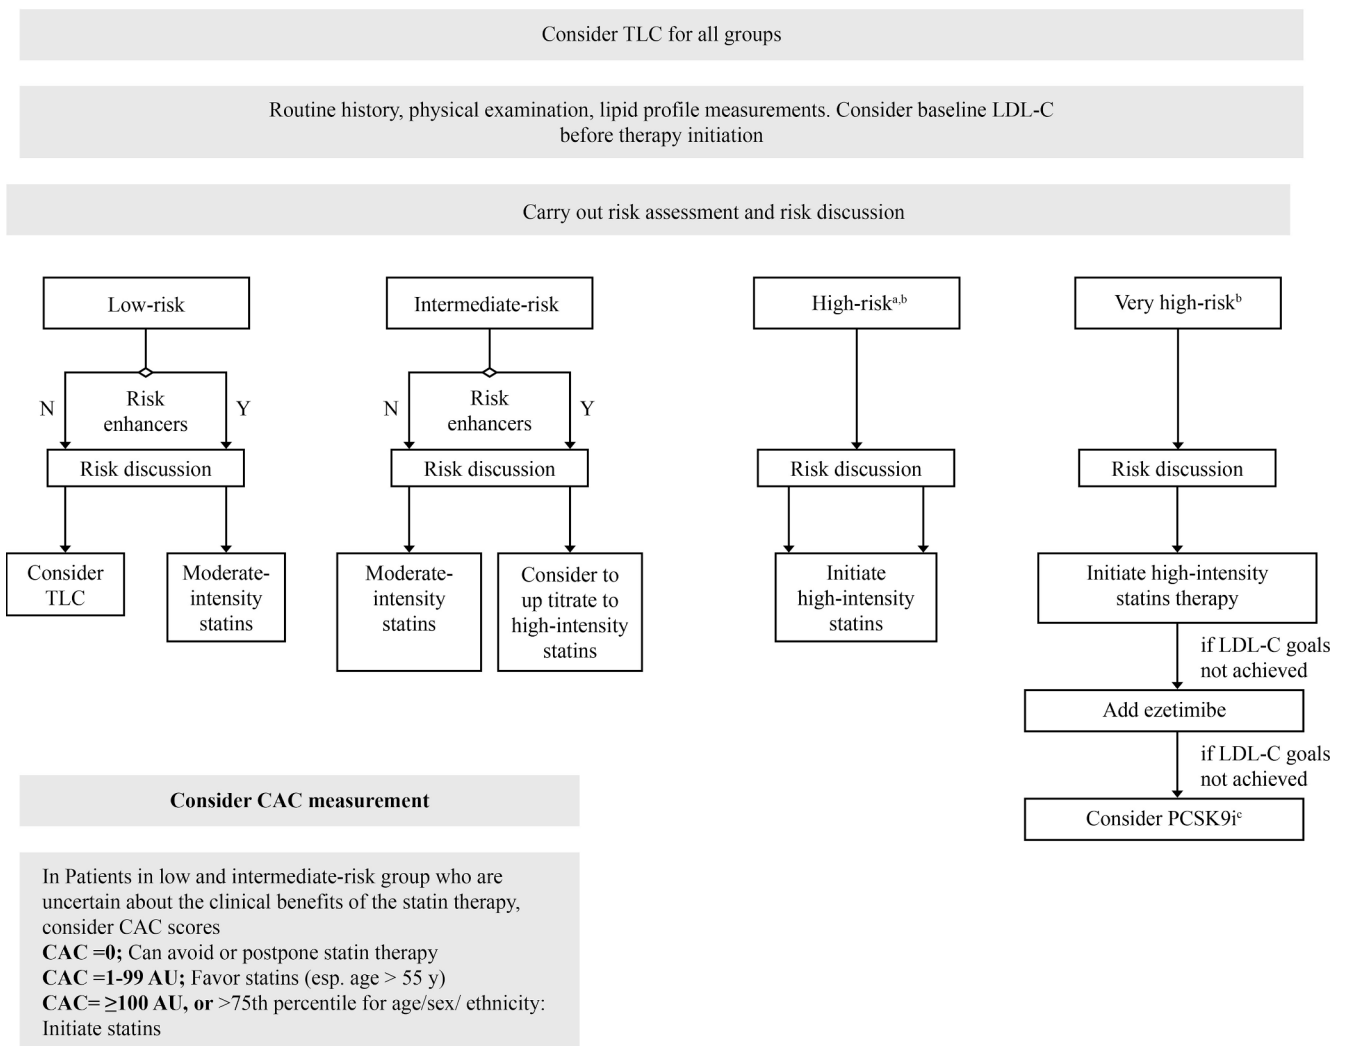 Consider TLC for all groups
Routine history, physical examination, lipid profile measurements. Consider baseline LDL-C
before therapy initiation
Carry out risk assessment and risk discussion
Low-risk
N
Risk
enhancers
Y
Risk discussion
Consider
TLC
Moderate-
intensity
statins
Intermediate-risk
N
Risk
enhancers
Y
Risk discussion
Moderate-
intensity
statins
Consider to
up titrate to
high-intensity
statins
High-riskᵃ,ᵇ
Risk discussion
Initiate
high-intensity
statins
Very high-riskᵇ
Risk discussion
Initiate high-intensity
statins therapy
if LDL-C goals
not achieved
Add ezetimibe
if LDL-C goals
not achieved
Consider PCSK9iᶜ
Consider CAC measurement
In Patients in low and intermediate-risk group who are
uncertain about the clinical benefits of the statin therapy,
consider CAC scores
CAC =0; Can avoid or postpone statin therapy
CAC =1-99 AU; Favor statins (esp. age > 55 y)
CAC= ≥100 AU, or >75th percentile for age/sex/ ethnicity:
Initiate statins